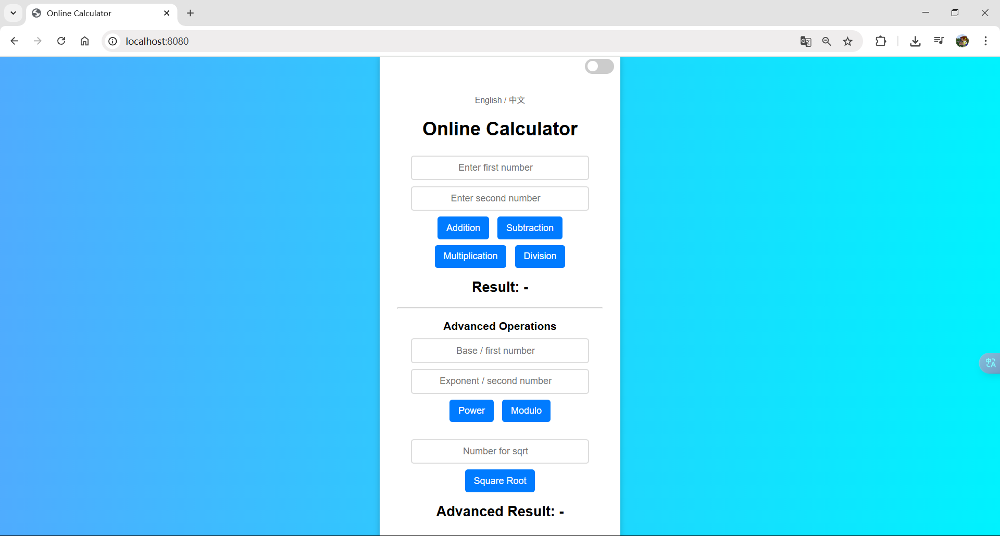 Online Calculator
localhost:8080
English / 中文
Online Calculator
Enter first number
Enter second number
Addition Subtraction
Multiplication Division
Result: -
Advanced Operations
Base / first number
Exponent / second number
Power Modulo
Number for sqrt
Square Root
Advanced Result: -